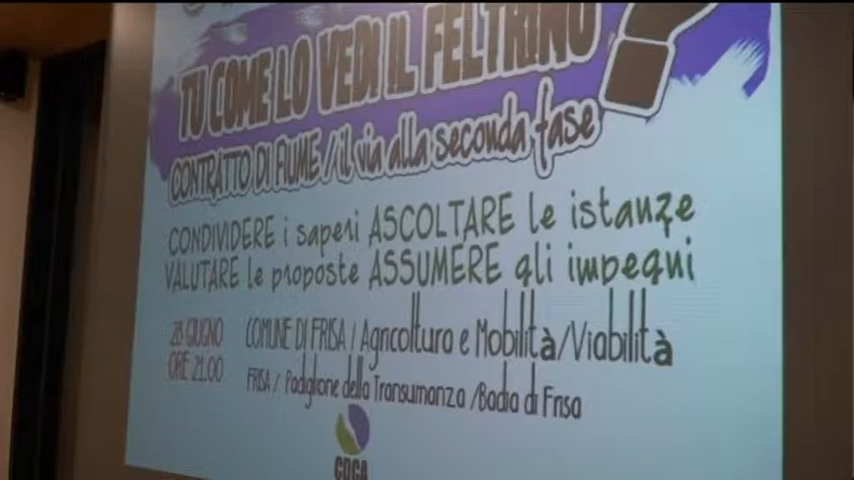 TU COME LO VEDI IL FELTRINO ?
CONTRATTO DI FIUME/il via alla seconda fase
CONDIVIDERE i saperi ASCOLTARE le istanze
VALUTARE le proposte ASSUMERE gli impegni
28 GIUGNO
ORE 21.00
COMUNE DI FRISA / Agricoltura e Mobilità/Viabilità
FRISA / Padiglione della Transumanza /Badia di Frisa